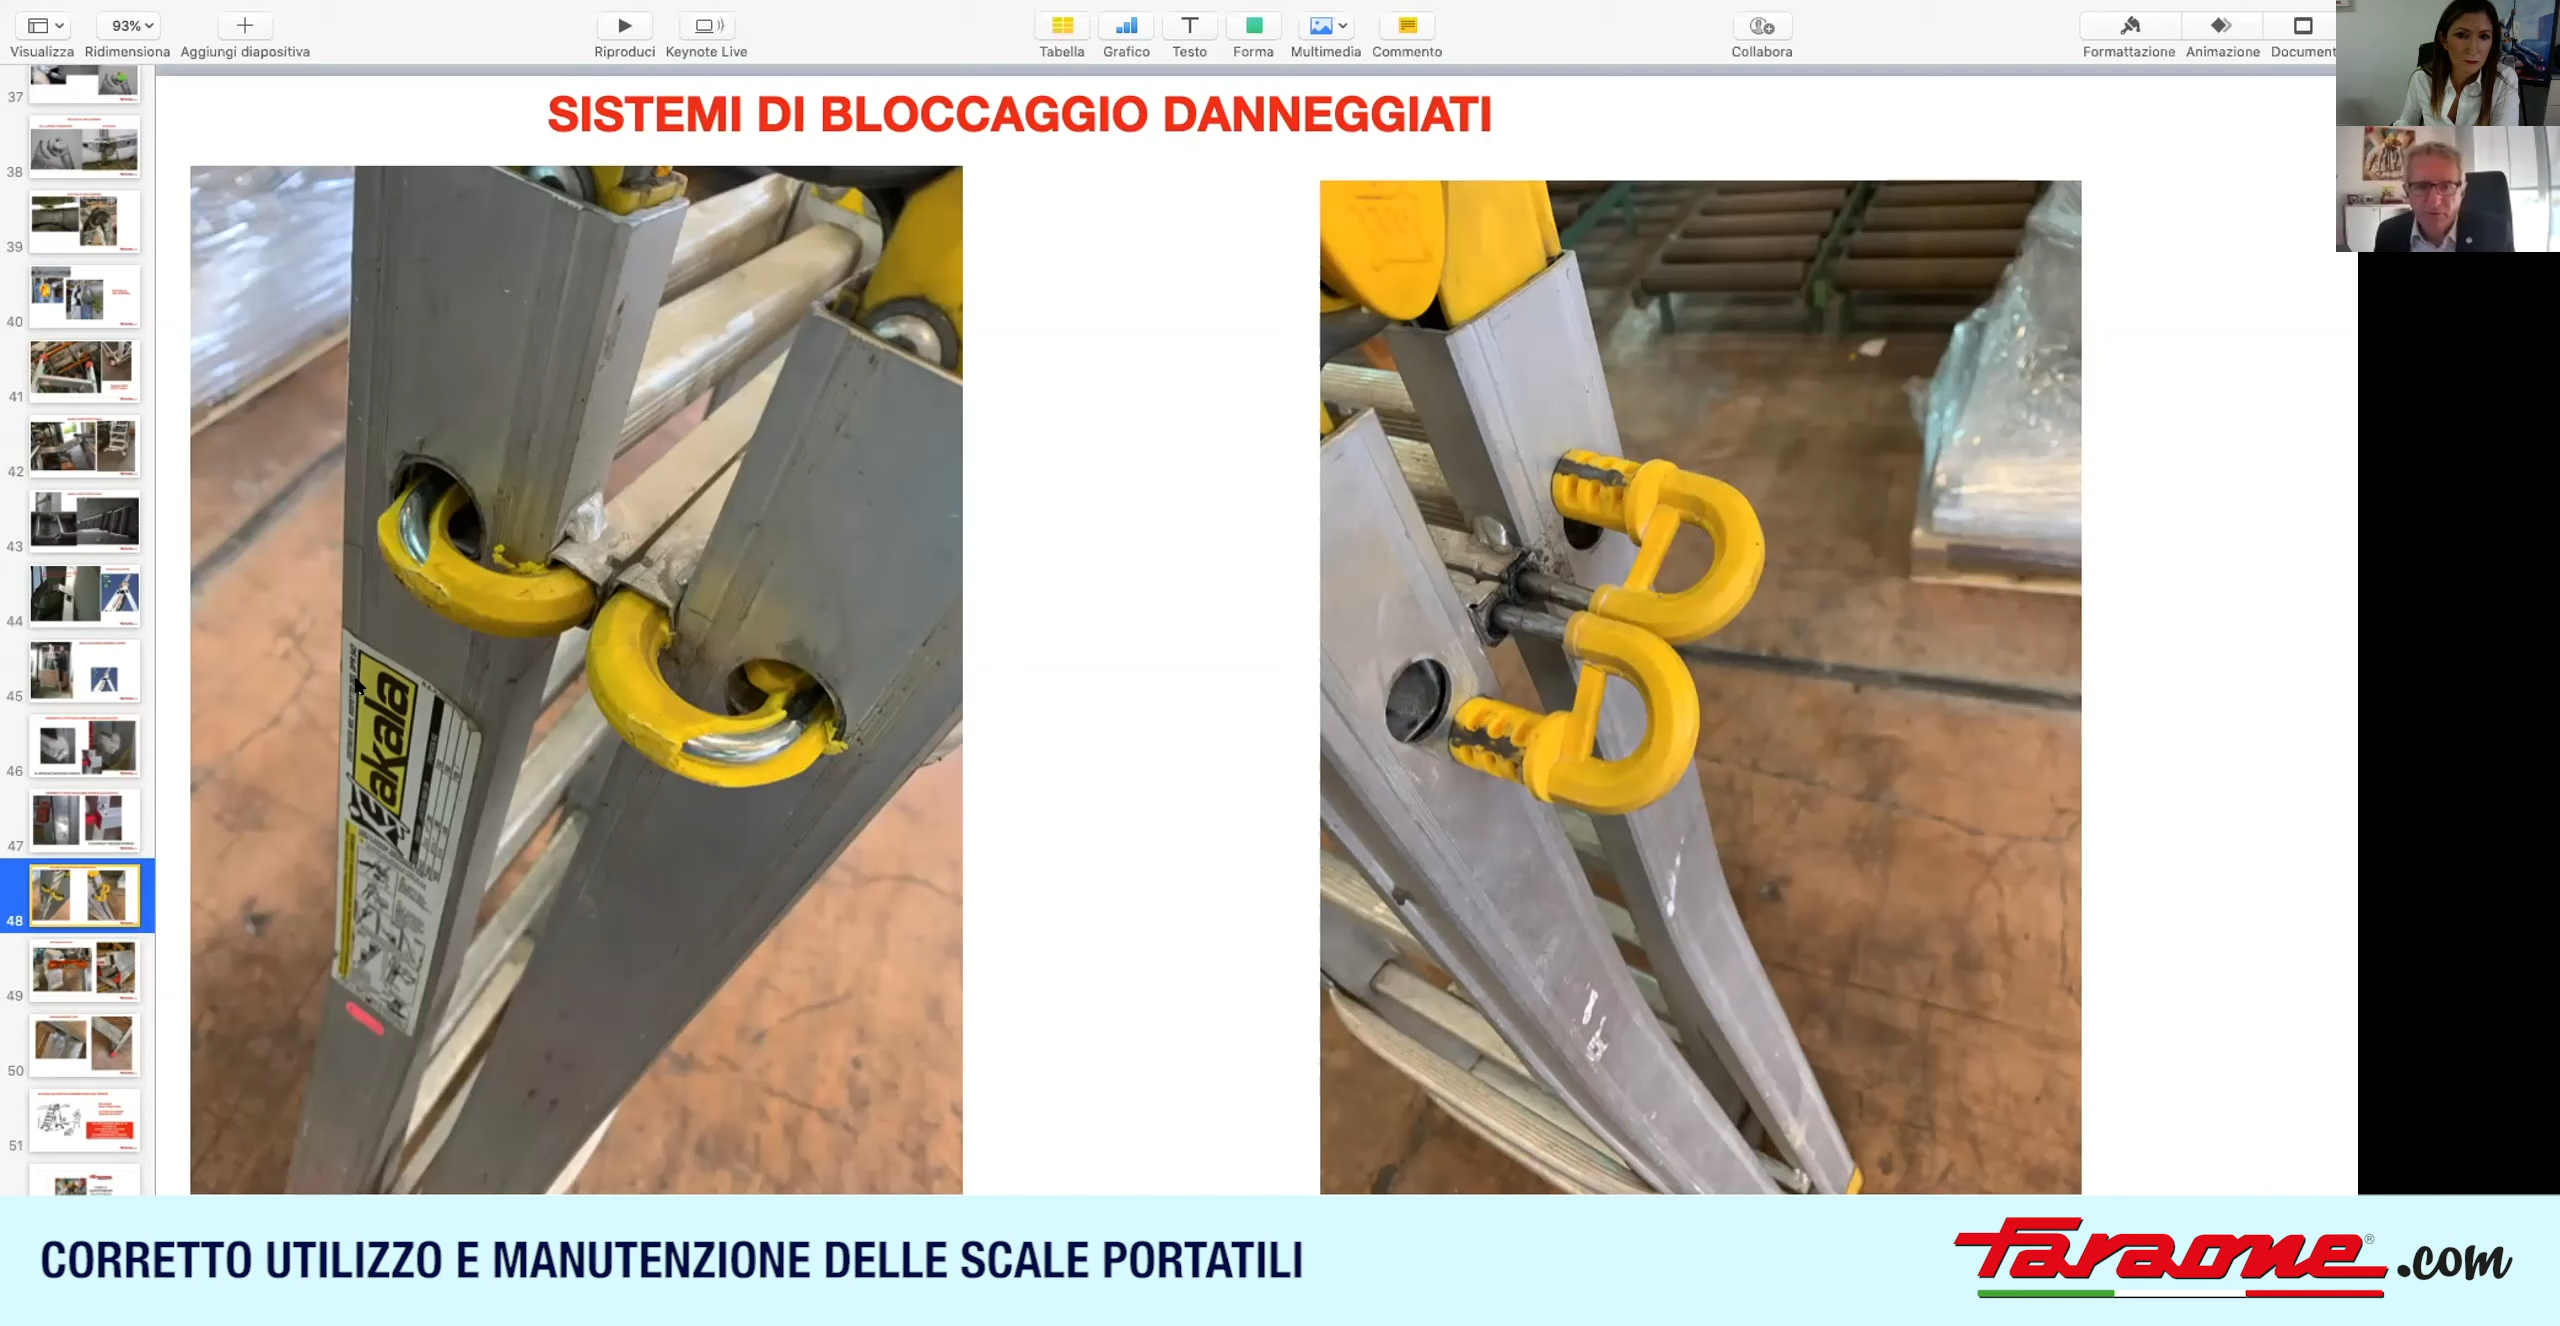 93%
Visualizza
Ridimensiona
Aggiungi diapositiva
Riproduci
Keynote Live
Tabella
Grafico
Testo
Forma
Multimedia
Commento
Collabora
Formattazione
Animazione
Document
SISTEMI DI BLOCCAGGIO DANNEGGIATI
37
38
39
40
41
42
43
44
45
46
47
48
49
50
51
akala
CORRETTO UTILIZZO E MANUTENZIONE DELLE SCALE PORTATILI
Faraone®.com